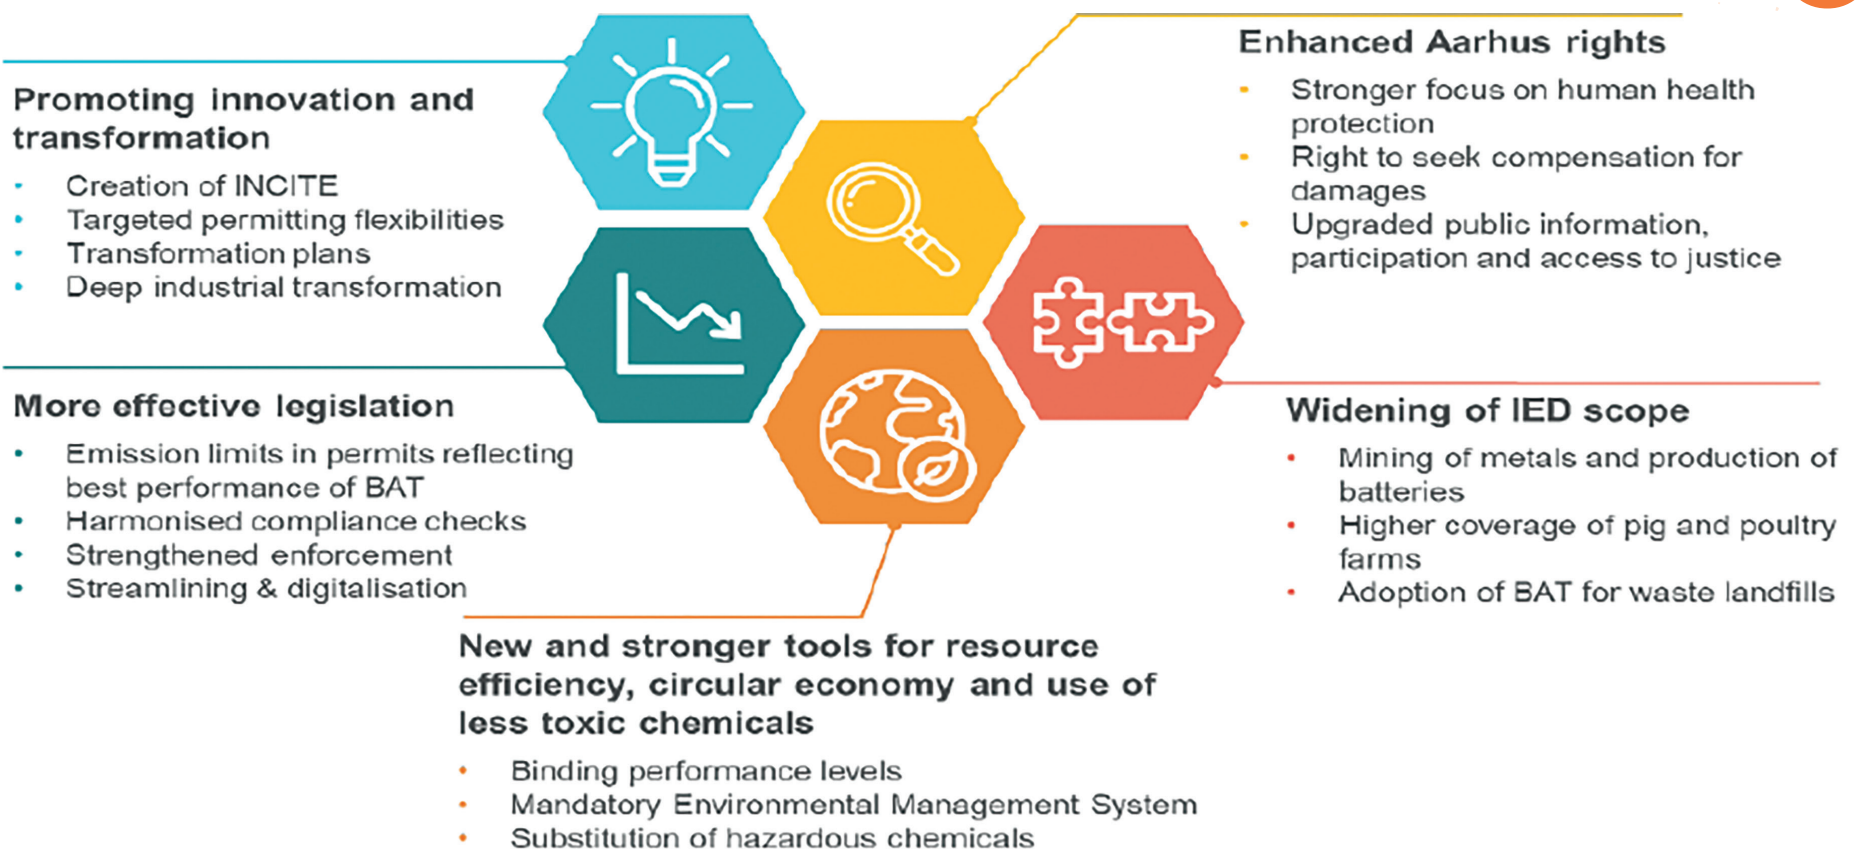 Promoting innovation and
transformation
• Creation of INCITE
• Targeted permitting flexibilities
• Transformation plans
• Deep industrial transformation
More effective legislation
• Emission limits in permits reflecting
best performance of BAT
• Harmonised compliance checks
• Strengthened enforcement
• Streamlining & digitalisation
Enhanced Aarhus rights
• Stronger focus on human health
protection
• Right to seek compensation for
damages
• Upgraded public information,
participation and access to justice
Widening of IED scope
• Mining of metals and production of
batteries
• Higher coverage of pig and poultry
farms
• Adoption of BAT for waste landfills
New and stronger tools for resource
efficiency, circular economy and use of
less toxic chemicals
• Binding performance levels
• Mandatory Environmental Management System
• Substitution of hazardous chemicals